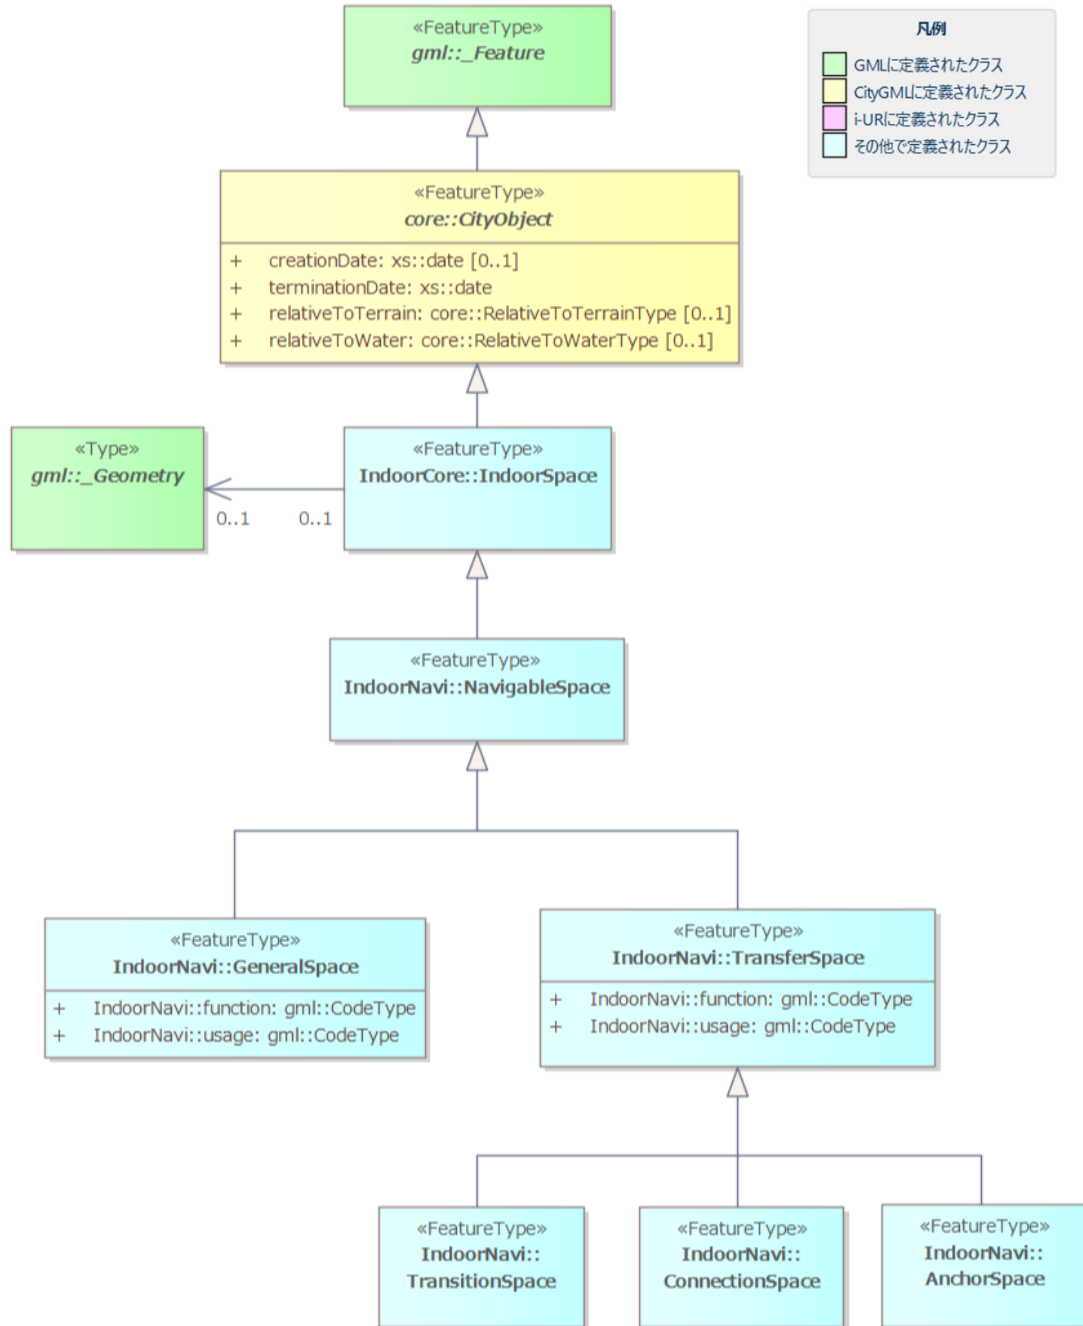 «FeatureType»
gml::_Feature
凡例
GMLに定義されたクラス
CityGMLに定義されたクラス
i-URに定義されたクラス
その他で定義されたクラス
«FeatureType»
core::CityObject
+ creationDate: xs::date [0..1]
+ terminationDate: xs::date
+ relativeToTerrain: core::RelativeToTerrainType [0..1]
+ relativeToWater: core::RelativeToWaterType [0..1]
«Type»
gml::_Geometry
0..1 0..1
«FeatureType»
IndoorCore::IndoorSpace
«FeatureType»
IndoorNavi::NavigableSpace
«FeatureType»
IndoorNavi::GeneralSpace
+ IndoorNavi::function: gml::CodeType
+ IndoorNavi::usage: gml::CodeType
«FeatureType»
IndoorNavi::TransferSpace
+ IndoorNavi::function: gml::CodeType
+ IndoorNavi::usage: gml::CodeType
«FeatureType»
IndoorNavi::
TransitionSpace
«FeatureType»
IndoorNavi::
ConnectionSpace
«FeatureType»
IndoorNavi::
AnchorSpace